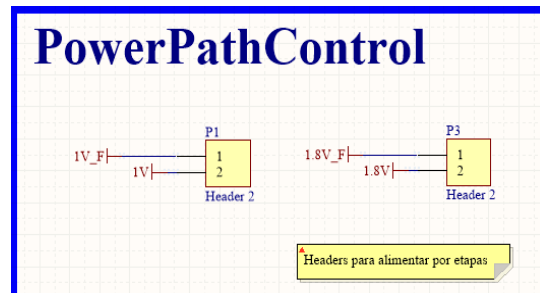 PowerPathControl
P1
1V_F 1
1V 2
Header 2
P3
1.8V_F 1
1.8V 2
Header 2
Headers para alimentar por etapas